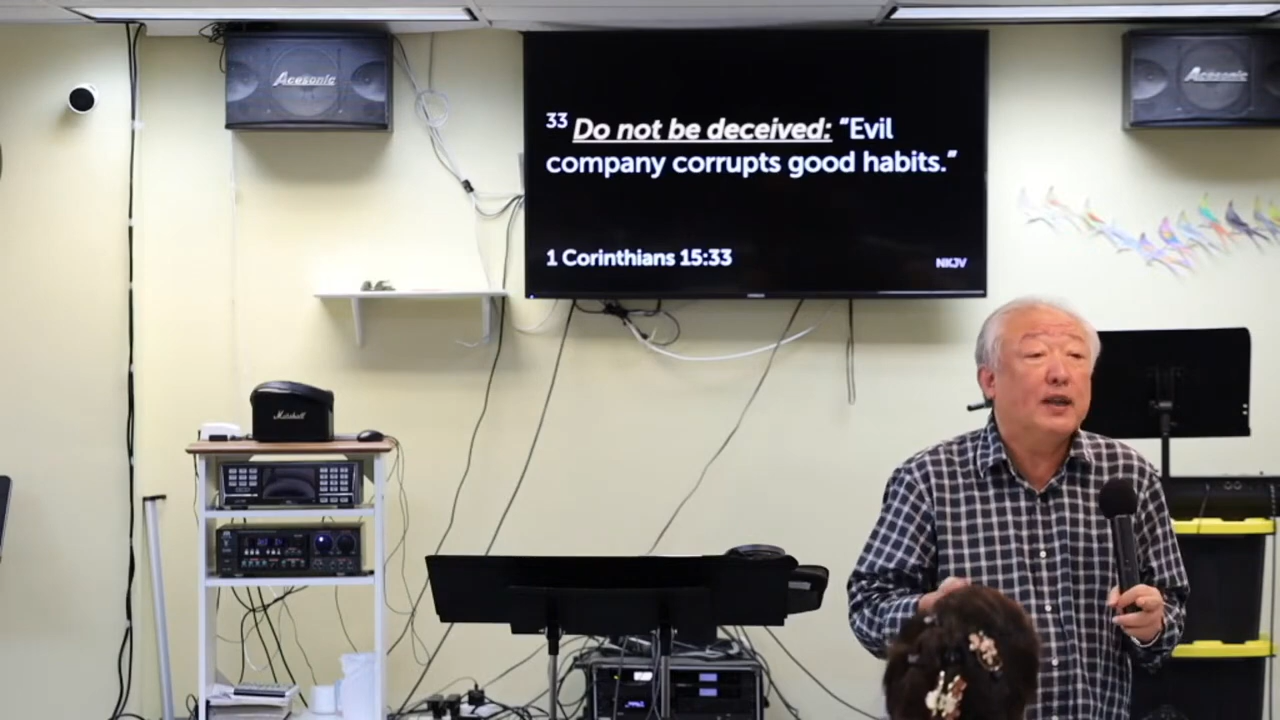 Acesonic
Acesonic
33 Do not be deceived: “Evil
company corrupts good habits.”
1 Corinthians 15:33
NKJV
Marshall